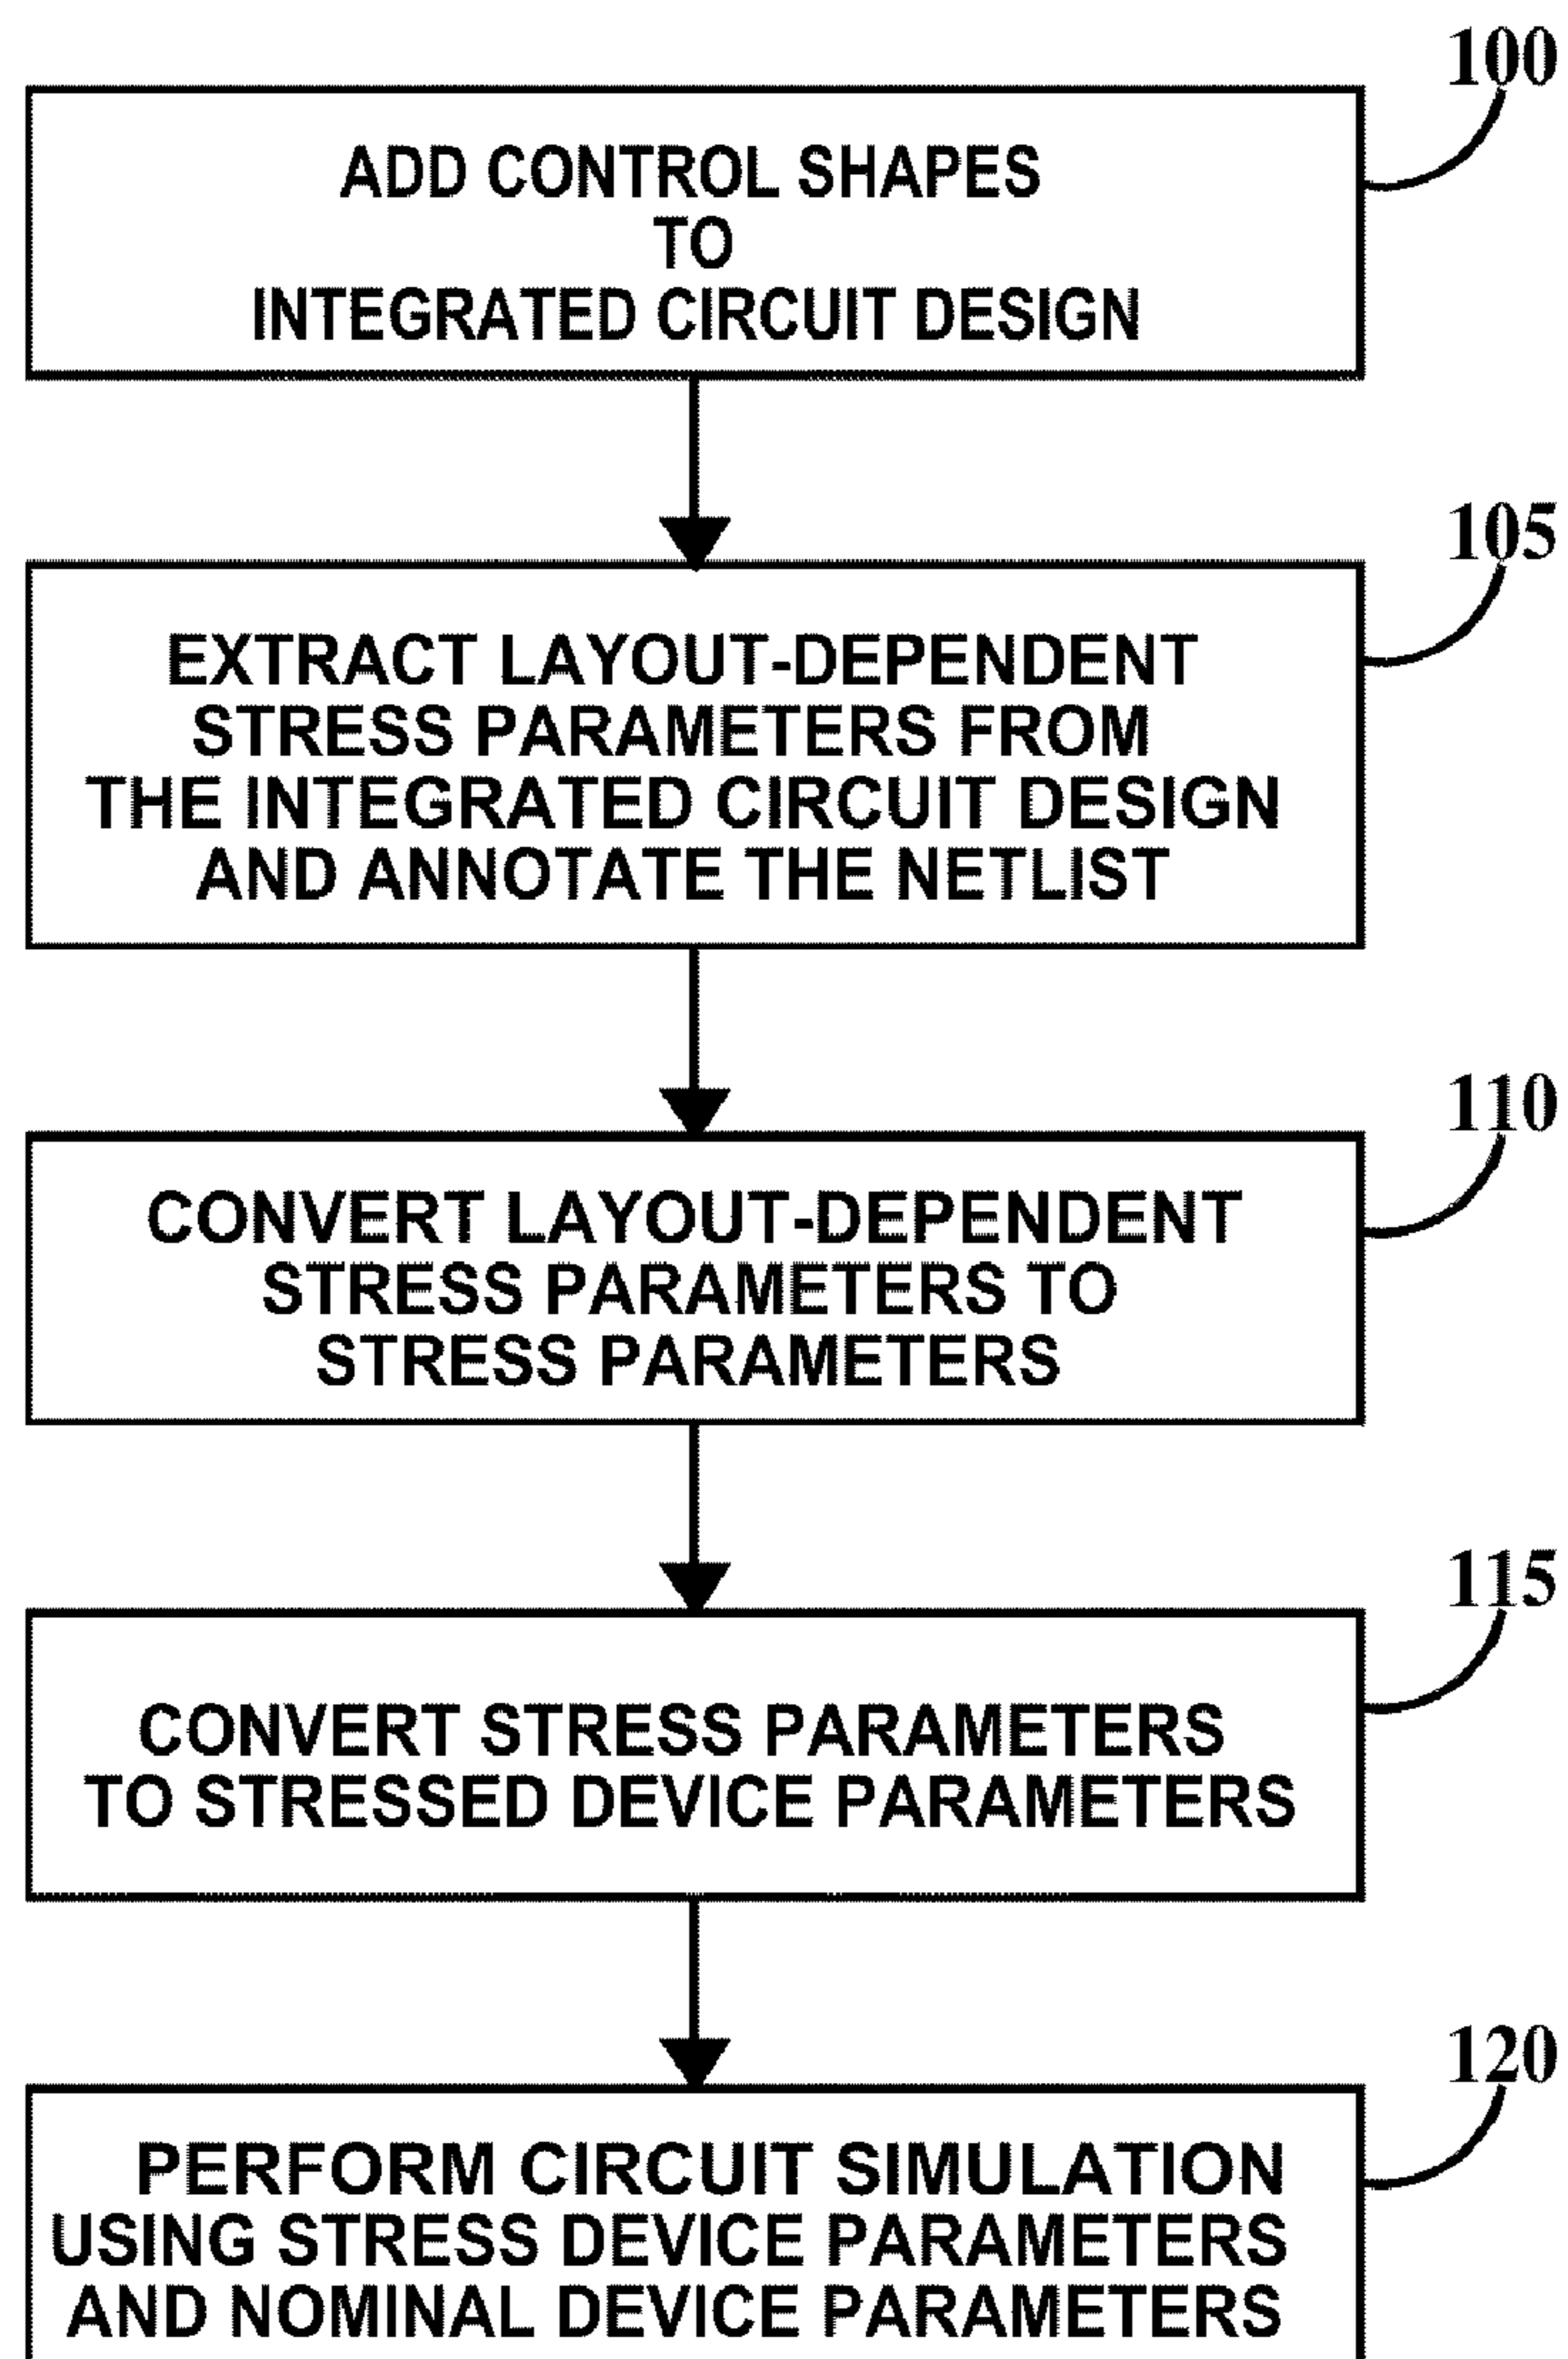 100
ADD CONTROL SHAPES
TO
INTEGRATED CIRCUIT DESIGN
105
EXTRACT LAYOUT-DEPENDENT
STRESS PARAMETERS FROM
THE INTEGRATED CIRCUIT DESIGN
AND ANNOTATE THE NETLIST
110
CONVERT LAYOUT-DEPENDENT
STRESS PARAMETERS TO
STRESS PARAMETERS
115
CONVERT STRESS PARAMETERS
TO STRESSED DEVICE PARAMETERS
120
PERFORM CIRCUIT SIMULATION
USING STRESS DEVICE PARAMETERS
AND NOMINAL DEVICE PARAMETERS